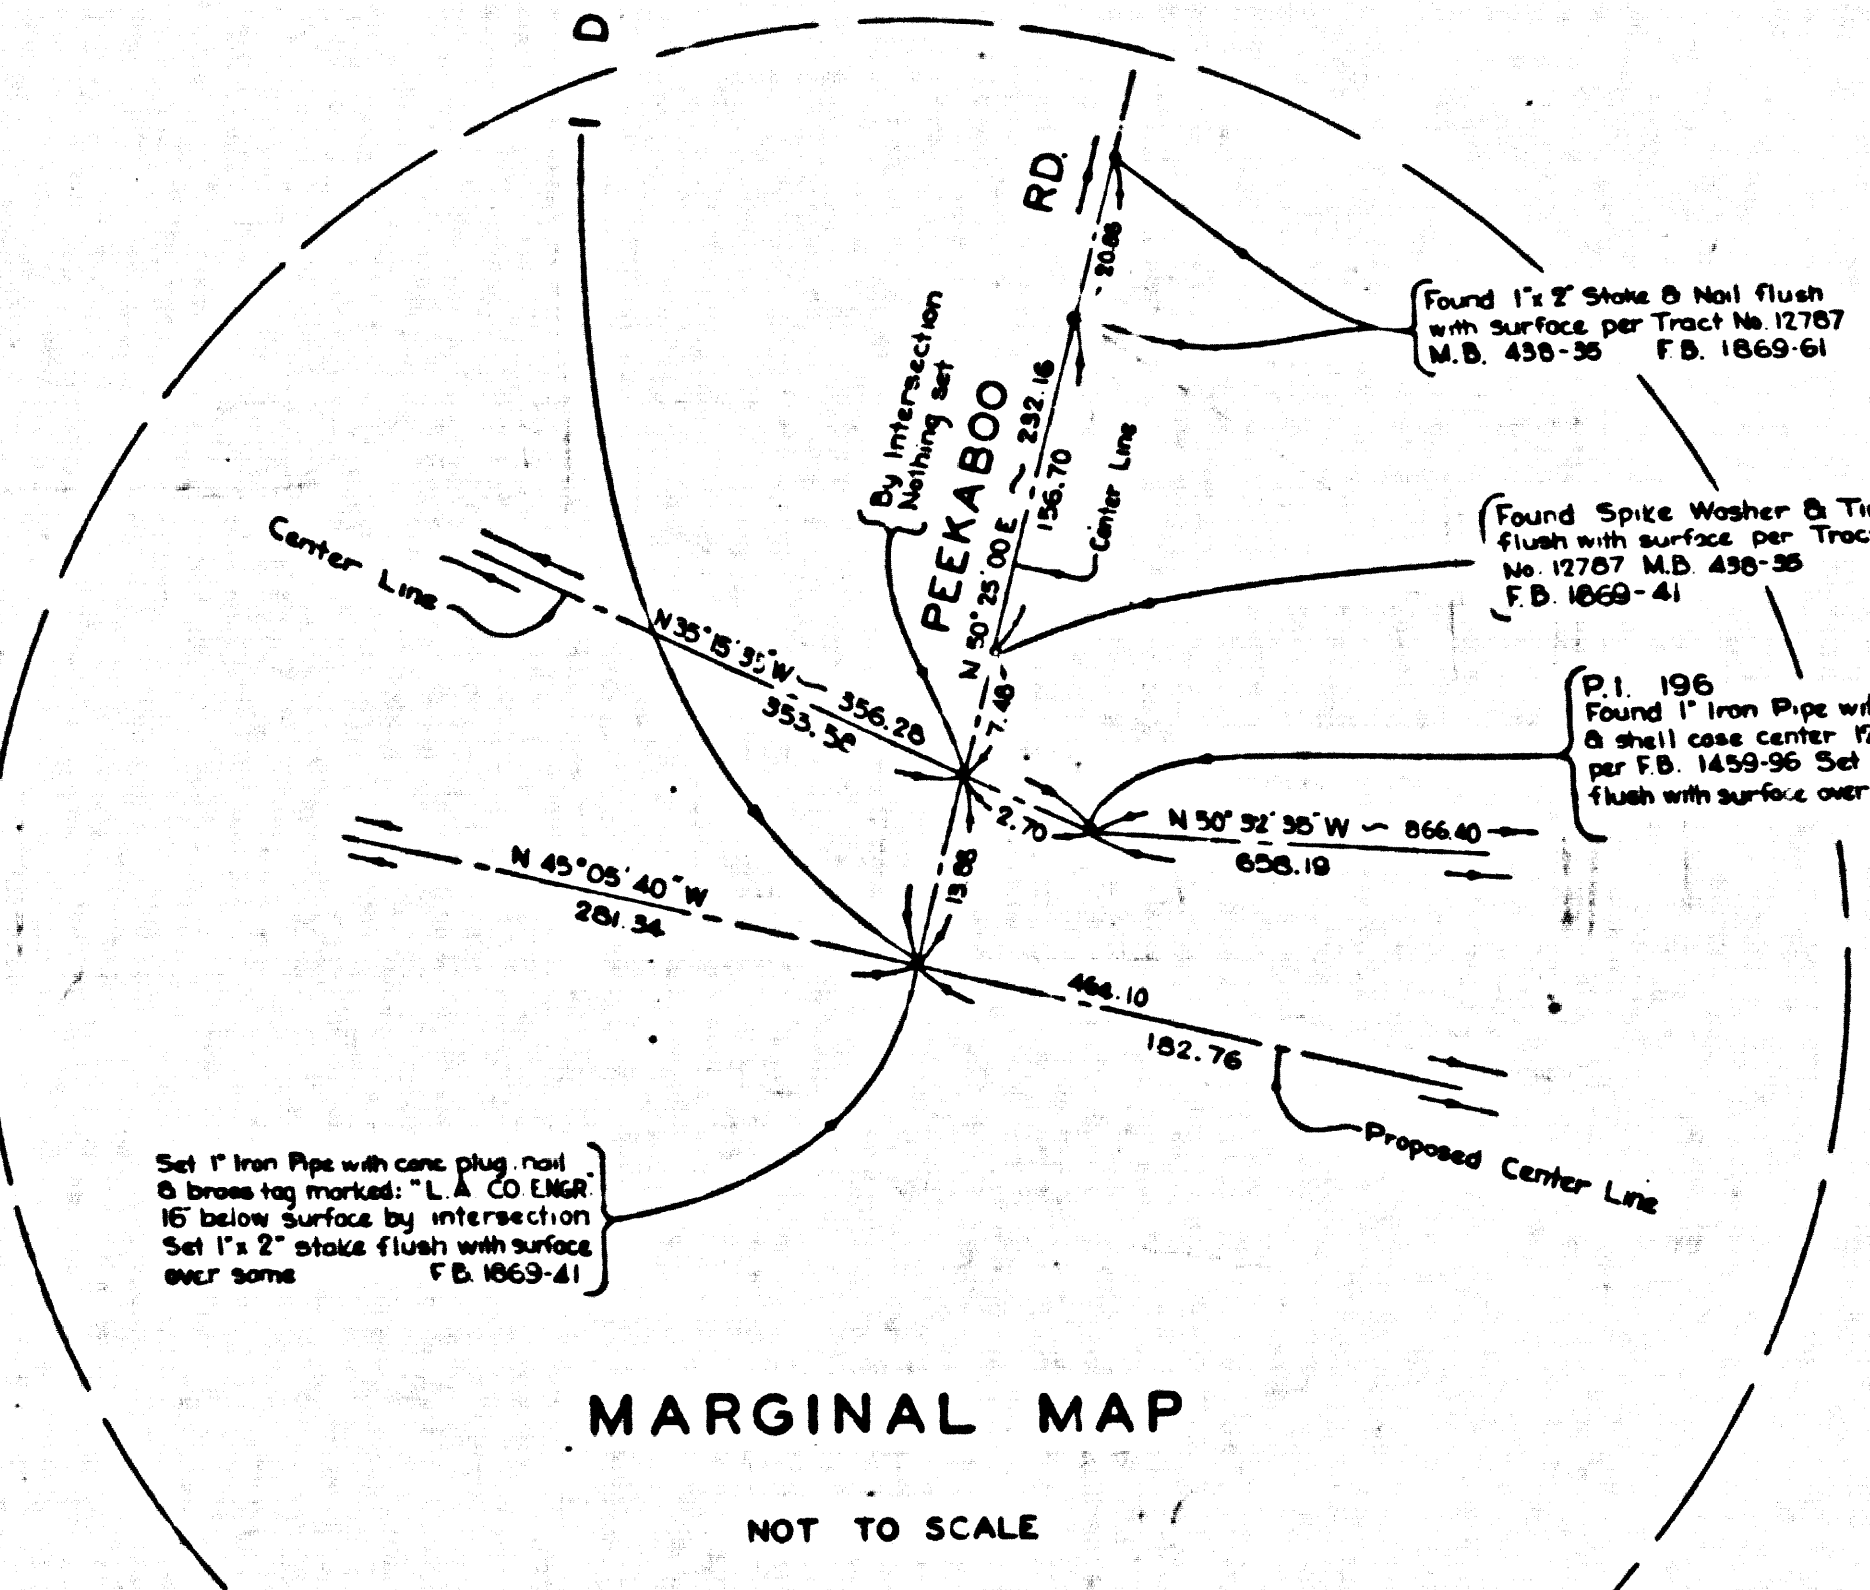 D
I
RD.
20.88
Found 1" x 2" Stake & Nail flush
with surface per Tract No. 12787
M.B. 438-35 F.B. 1869-61
By Intersection
Nothing set
PEEKABOO
N 50° 25' 00 E ~ 232.16
156.70
Center Line
Found Spike Washer & 
flush with surface per
No. 12787 M.B. 438-35
F.B. 1869-41
Center Line
N 35° 15' 35" W ~ 356.28
353.58
7.48
P.I. 196
Found 1" Iron Pipe
& shell case center
per F.B. 1459-96 Set
flush with surface over
2.70
N 50° 32' 35" W ~ 866.40
658.19
13.88
N 45° 05' 40" W
281.34
464.10
182.76
Proposed Center Line
Set 1" Iron Pipe with conc plug, nail
& brass tag marked: "L.A. CO. ENGR."
16" below surface by intersection
Set 1" x 2" stake flush with surface
over same F.B. 1869-41
MARGINAL MAP
NOT TO SCALE